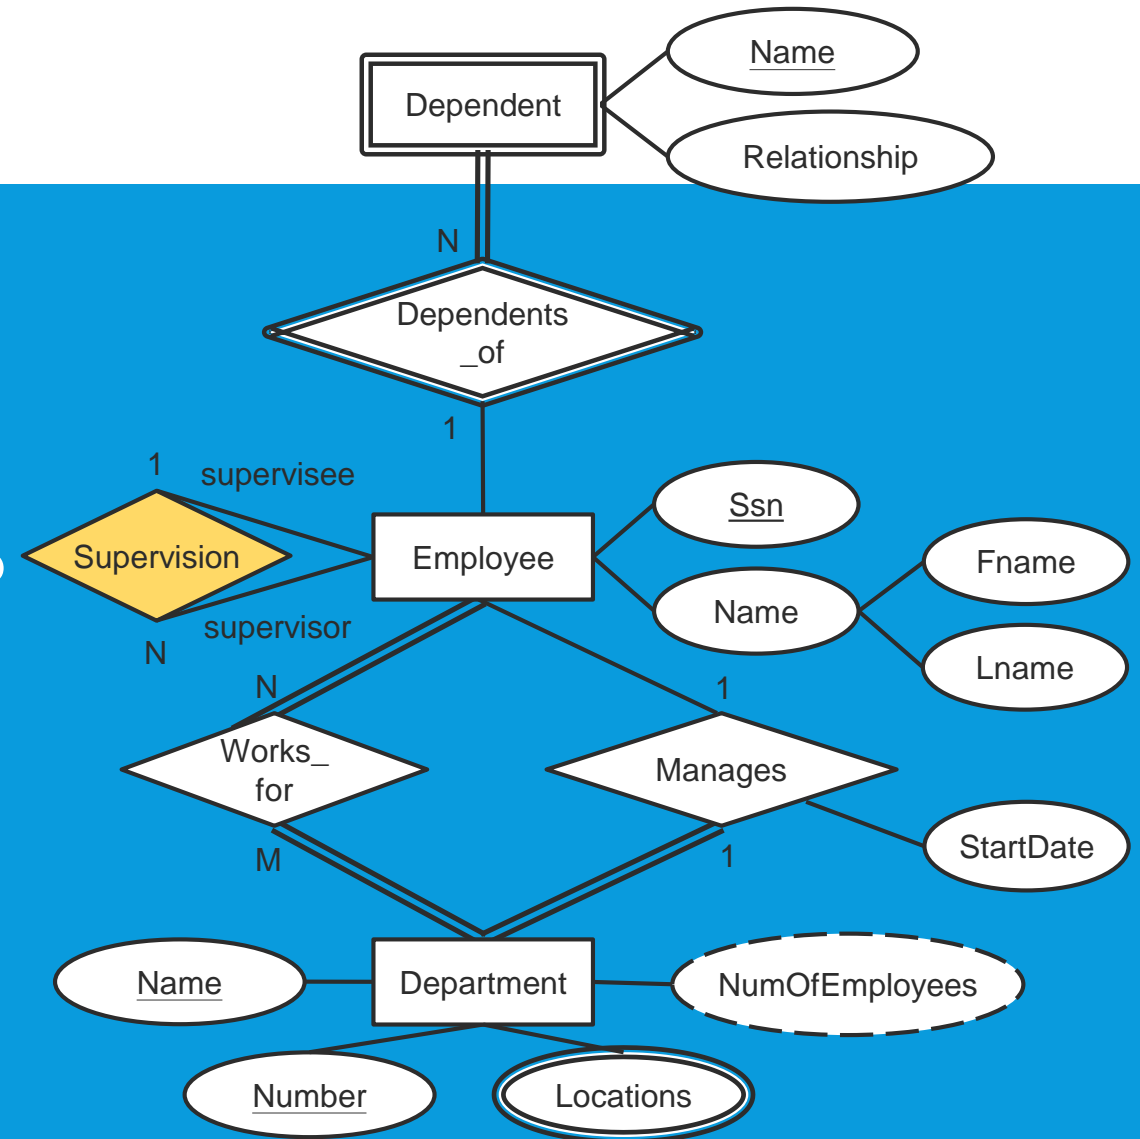 Name
Dependent
Relationship
N
Dependents
_of
1
1
supervisee
Ssn
Supervision
Employee
Fname
Name
supervisor
N
Lname
N
1
Works_
for
Manages
StartDate
M
1
Name
Department
NumOfEmployees
Number
Locations